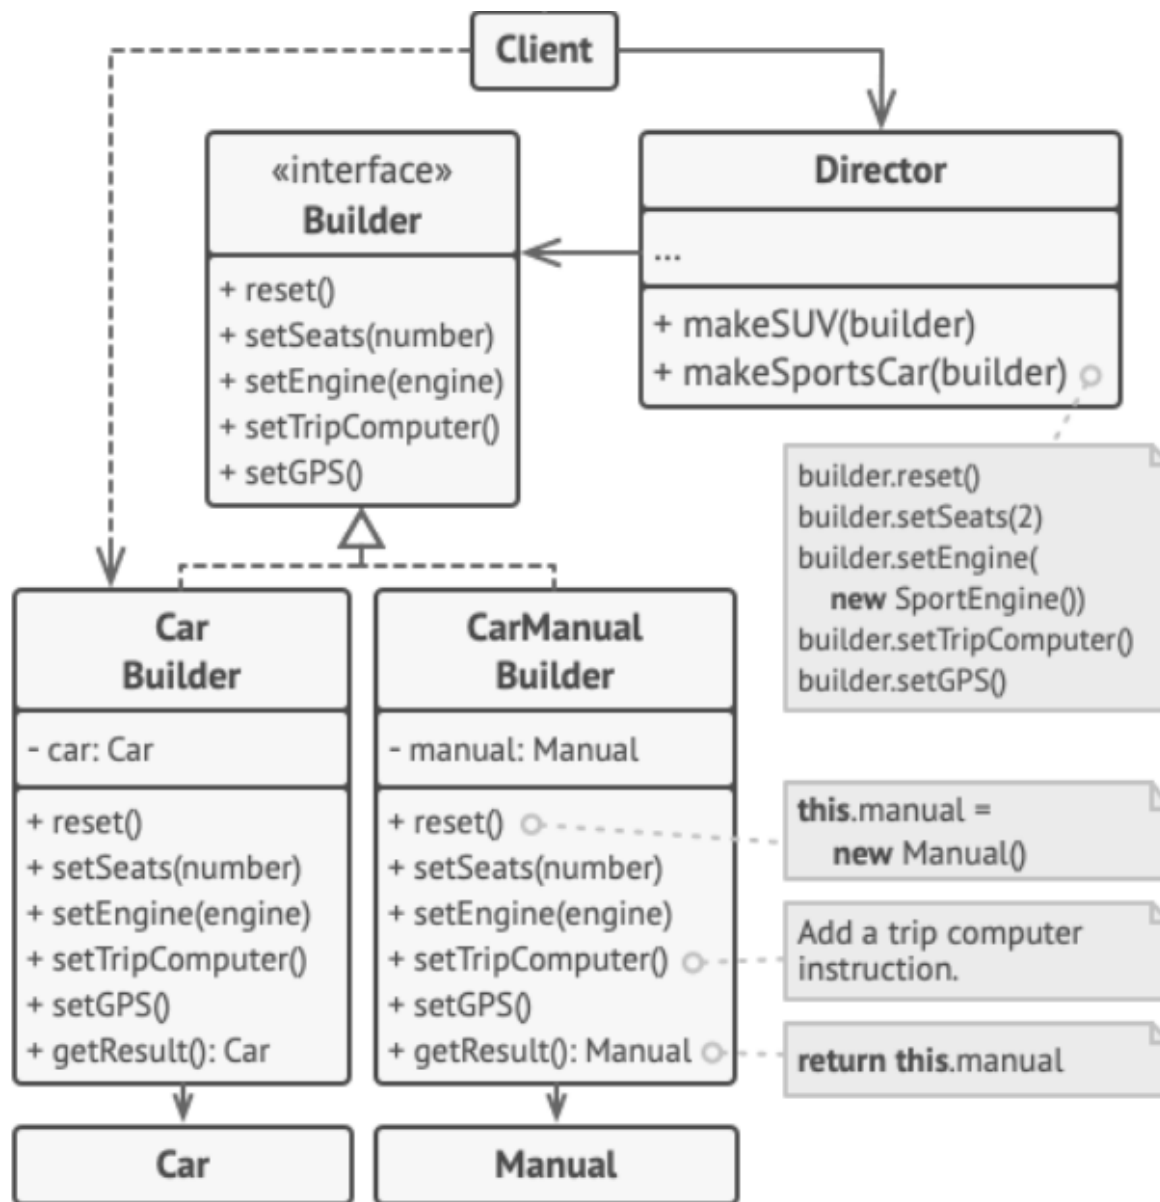 Client
«interface»
Builder
+ reset()
+ setSeats(number)
+ setEngine(engine)
+ setTripComputer()
+ setGPS()
Director
...
+ makeSUV(builder)
+ makeSportsCar(builder)
builder.reset()
builder.setSeats(2)
builder.setEngine(
new SportEngine())
builder.setTripComputer()
builder.setGPS()
Car
Builder
- car: Car
+ reset()
+ setSeats(number)
+ setEngine(engine)
+ setTripComputer()
+ setGPS()
+ getResult(): Car
CarManual
Builder
- manual: Manual
+ reset()
+ setSeats(number)
+ setEngine(engine)
+ setTripComputer()
+ setGPS()
+ getResult(): Manual
this.manual =
new Manual()
Add a trip computer
instruction.
return this.manual
Car
Manual